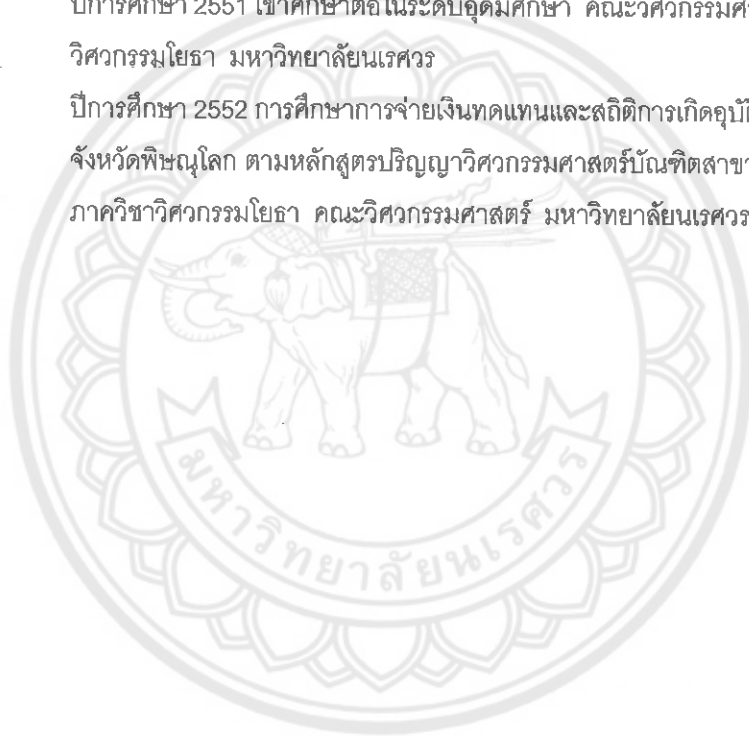 ปีการศึกษา 2551 เข้าศึกษาต่อในระดับอุดมศึกษา คณะวิศวกรรมศ
วิศวกรรมโยธา มหาวิทยาลัยนเรศวร
ปีการศึกษา 2552 การศึกษาการจ่ายเงินทดแทนและสถิติการเกิดอุบั
จังหวัดพิษณุโลก ตามหลักสูตรปริญญาวิศวกรรมศาสตร์บัณฑิตสาขา
ภาควิชาวิศวกรรมโยธา คณะวิศวกรรมศาสตร์ มหาวิทยาลัยนเรศวร
มหาวิทยาลัยนเรศวร